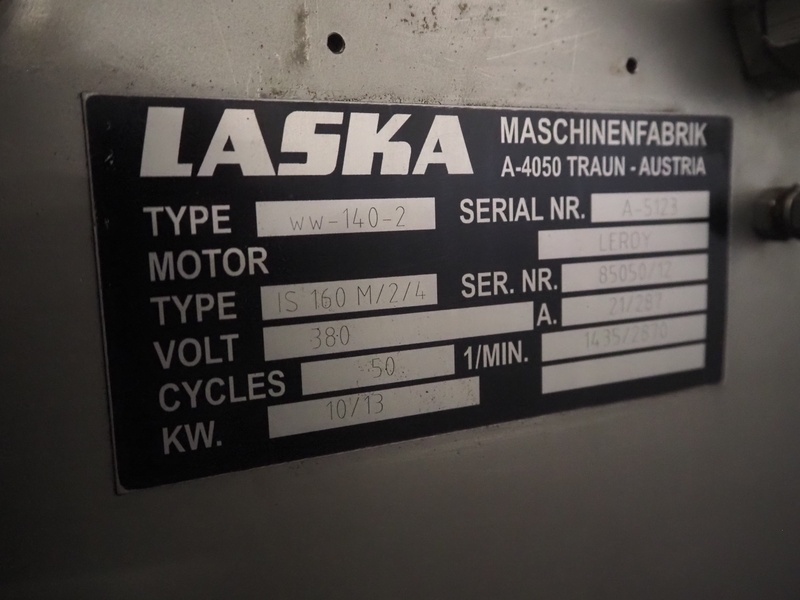 LASKA MASCHINENFABRIK
A-4050 TRAUN - AUSTRIA
TYPE WW-140-2 SERIAL NR. A-5123
MOTOR LEROY
TYPE IS 160 M/2/4 SER. NR. 85050/12
VOLT 380 A. 21/287
CYCLES 50 1/MIN. 1435/2870
KW. 10/13